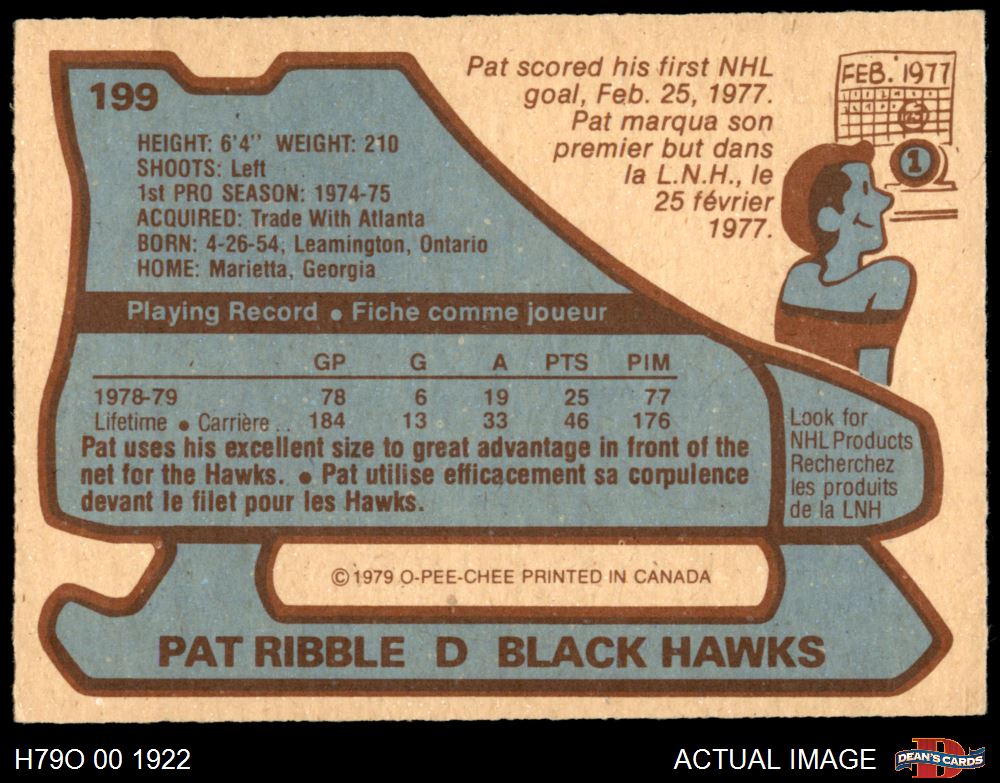 199
HEIGHT: 6'4'' WEIGHT: 210
SHOOTS: Left
1st PRO SEASON: 1974-75
ACQUIRED: Trade With Atlanta
BORN: 4-26-54, Leamington, Ontario
HOME: Marietta, Georgia
Pat scored his first NHL
goal, Feb. 25, 1977.
Pat marqua son
premier but dans
la L.N.H., le
25 février
1977.
FEB. 1977
25
1
Playing Record • Fiche comme joueur
GP G A PTS PIM
1978-79 78 6 19 25 77
Lifetime • Carrière .. 184 13 33 46 176
Pat uses his excellent size to great advantage in front of the
net for the Hawks. • Pat utilise efficacement sa corpulence
devant le filet pour les Hawks.
Look for
NHL Products
Recherchez
les produits
de la LNH
© 1979 O-PEE-CHEE PRINTED IN CANADA
PAT RIBBLE D BLACK HAWKS
H79O 00 1922
ACTUAL IMAGE
D
DEAN'S CARDS